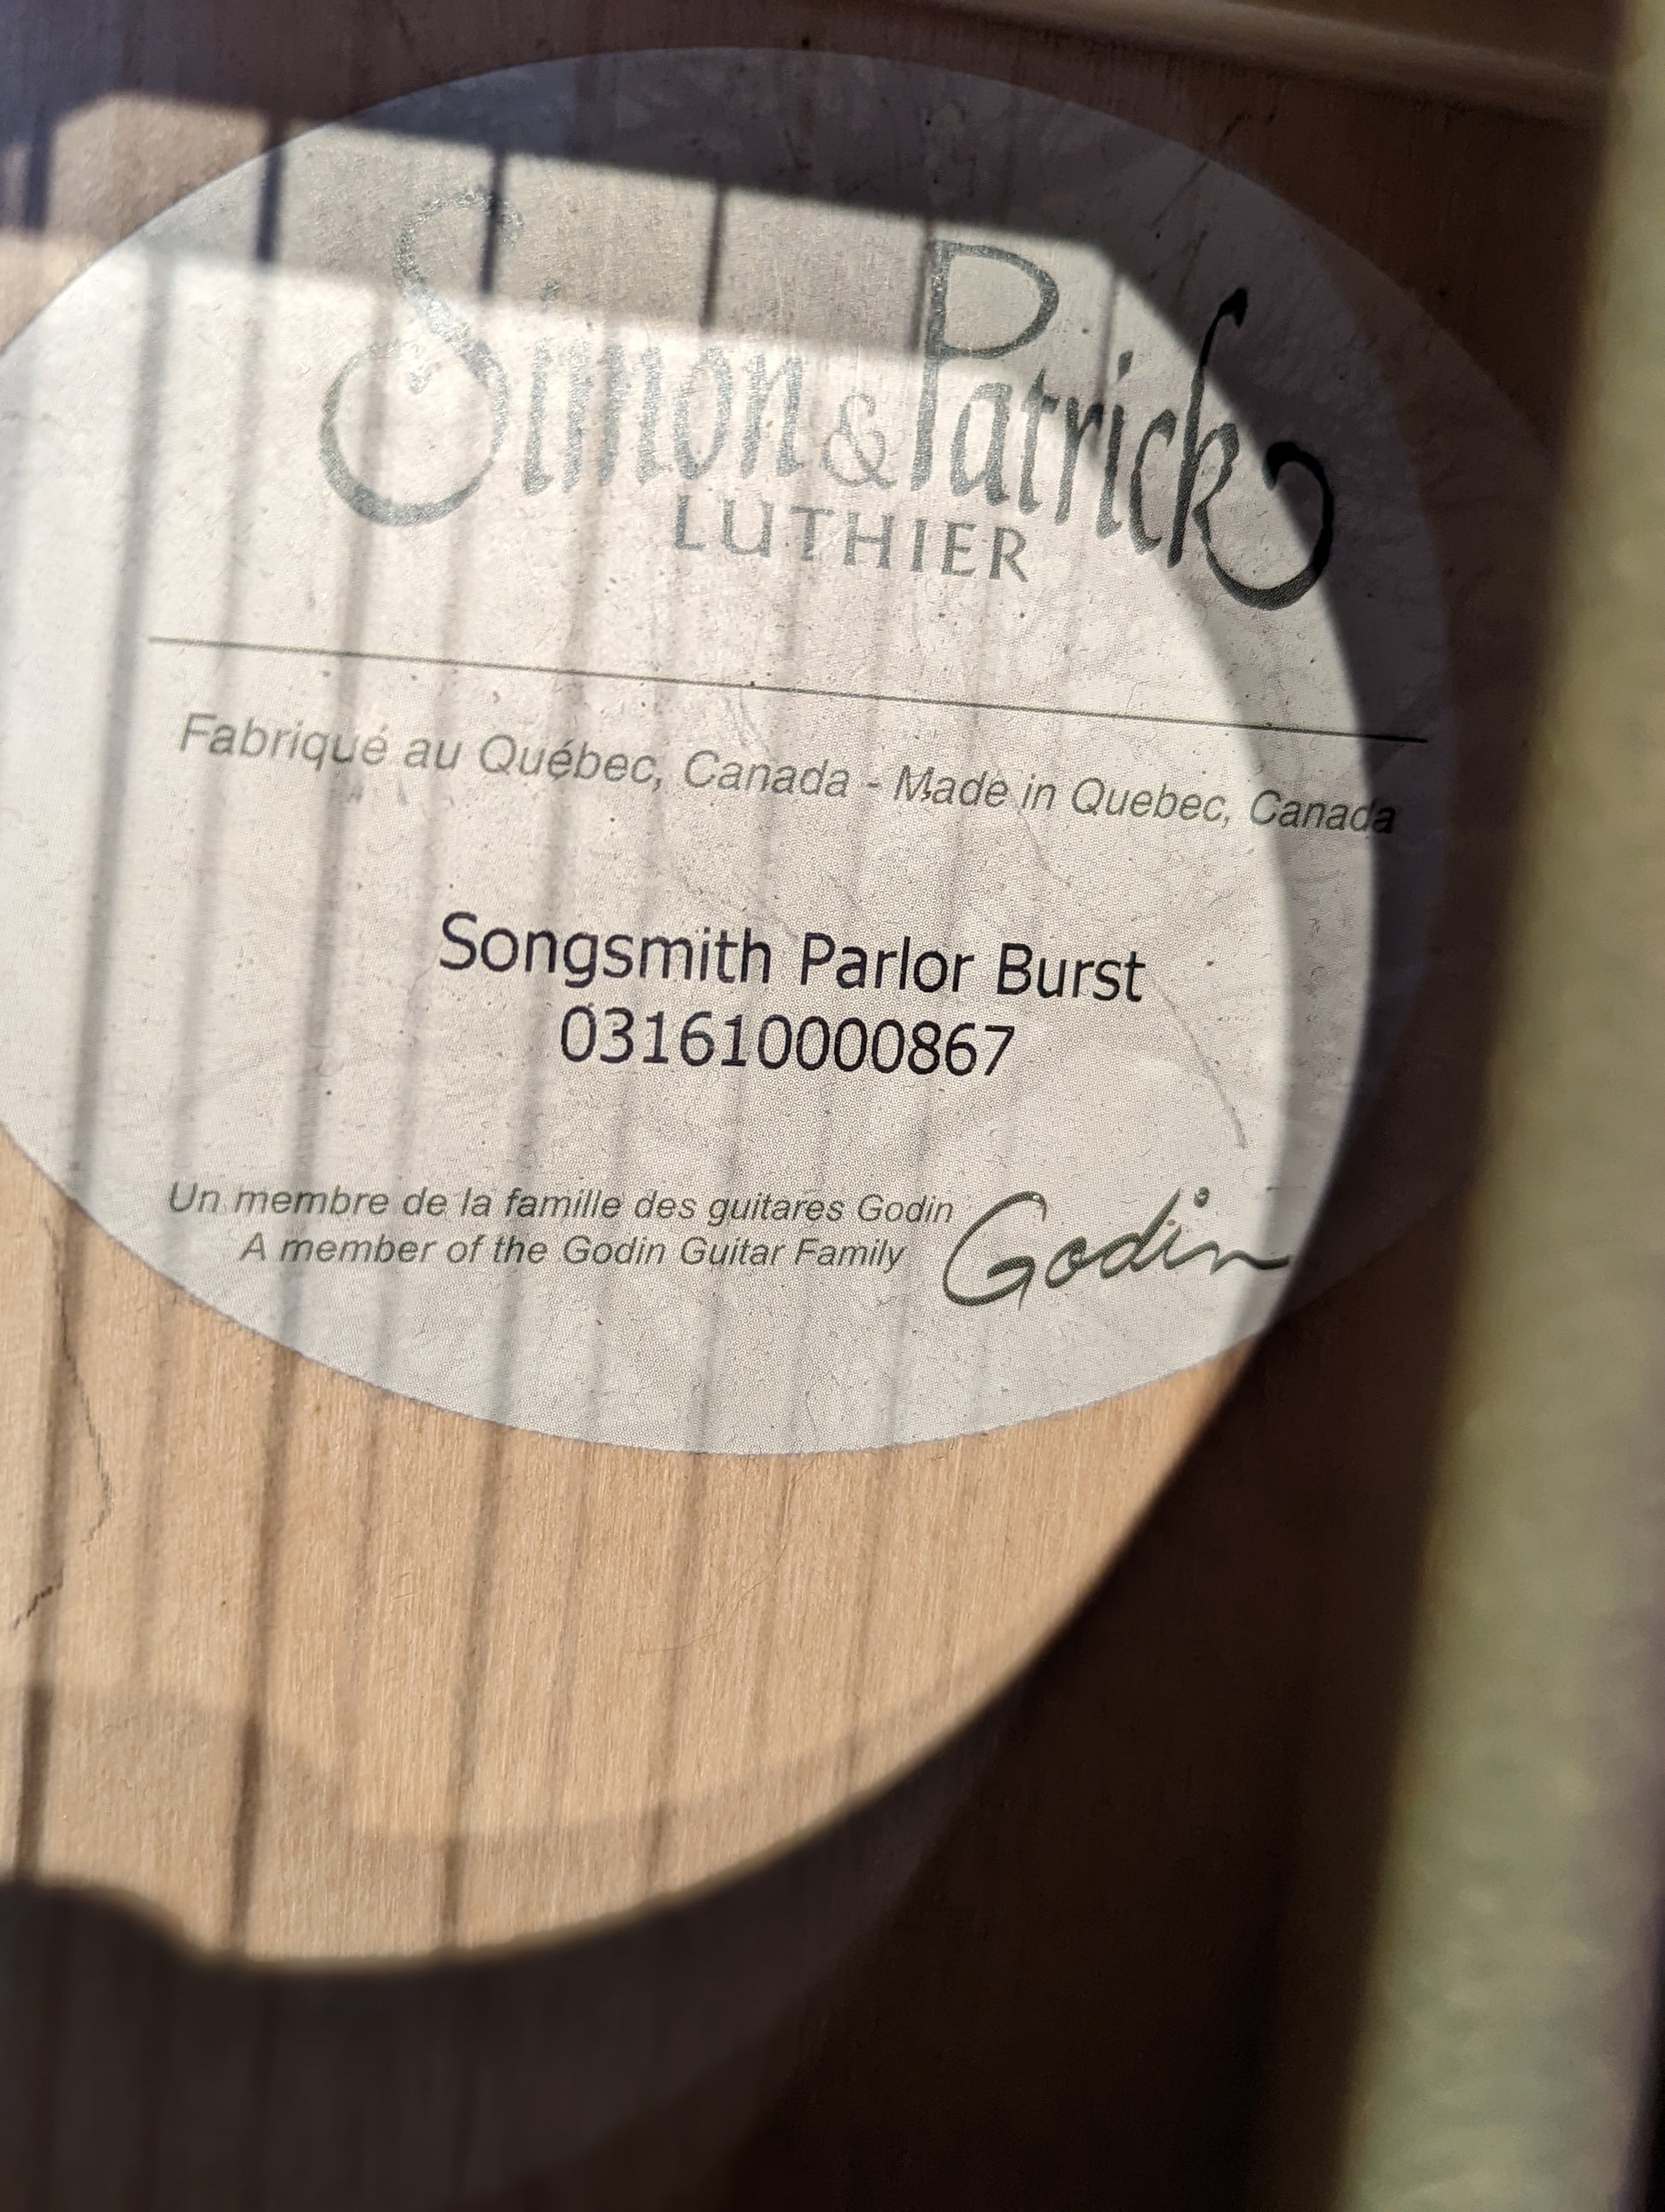 Simon & Patrick
LUTHIER
Fabriqué au Québec, Canada - Made in Quebec, Canada
Songsmith Parlor Burst
031610000867
Un membre de la famille des guitares Godin
A member of the Godin Guitar Family
Godin